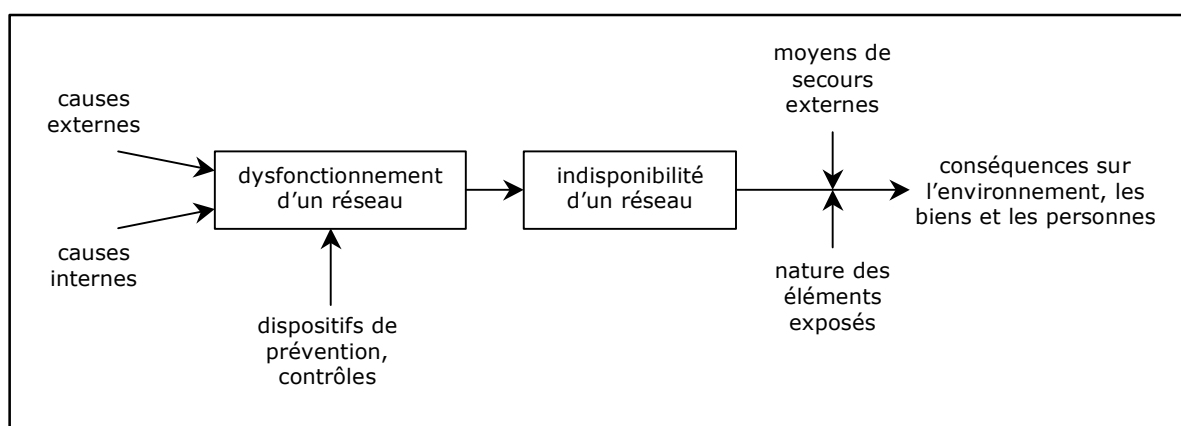 causes
externes
causes
internes
dysfonctionnement
d’un réseau
dispositifs de
prévention,
contrôles
indisponibilité
d’un réseau
moyens de
secours
externes
nature des
éléments
exposés
conséquences sur
l’environnement, les
biens et les personnes